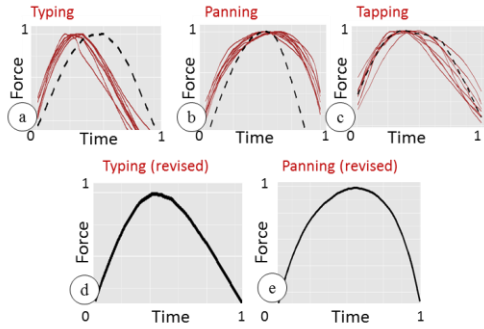 Typing
1
Force
a
0
Time
1
Panning
1
Force
b
0
Time
1
Tapping
1
Force
c
0
Time
1
Typing (revised)
1
Force
d
0
Time
1
Panning (revised)
1
Force
e
0
Time
1